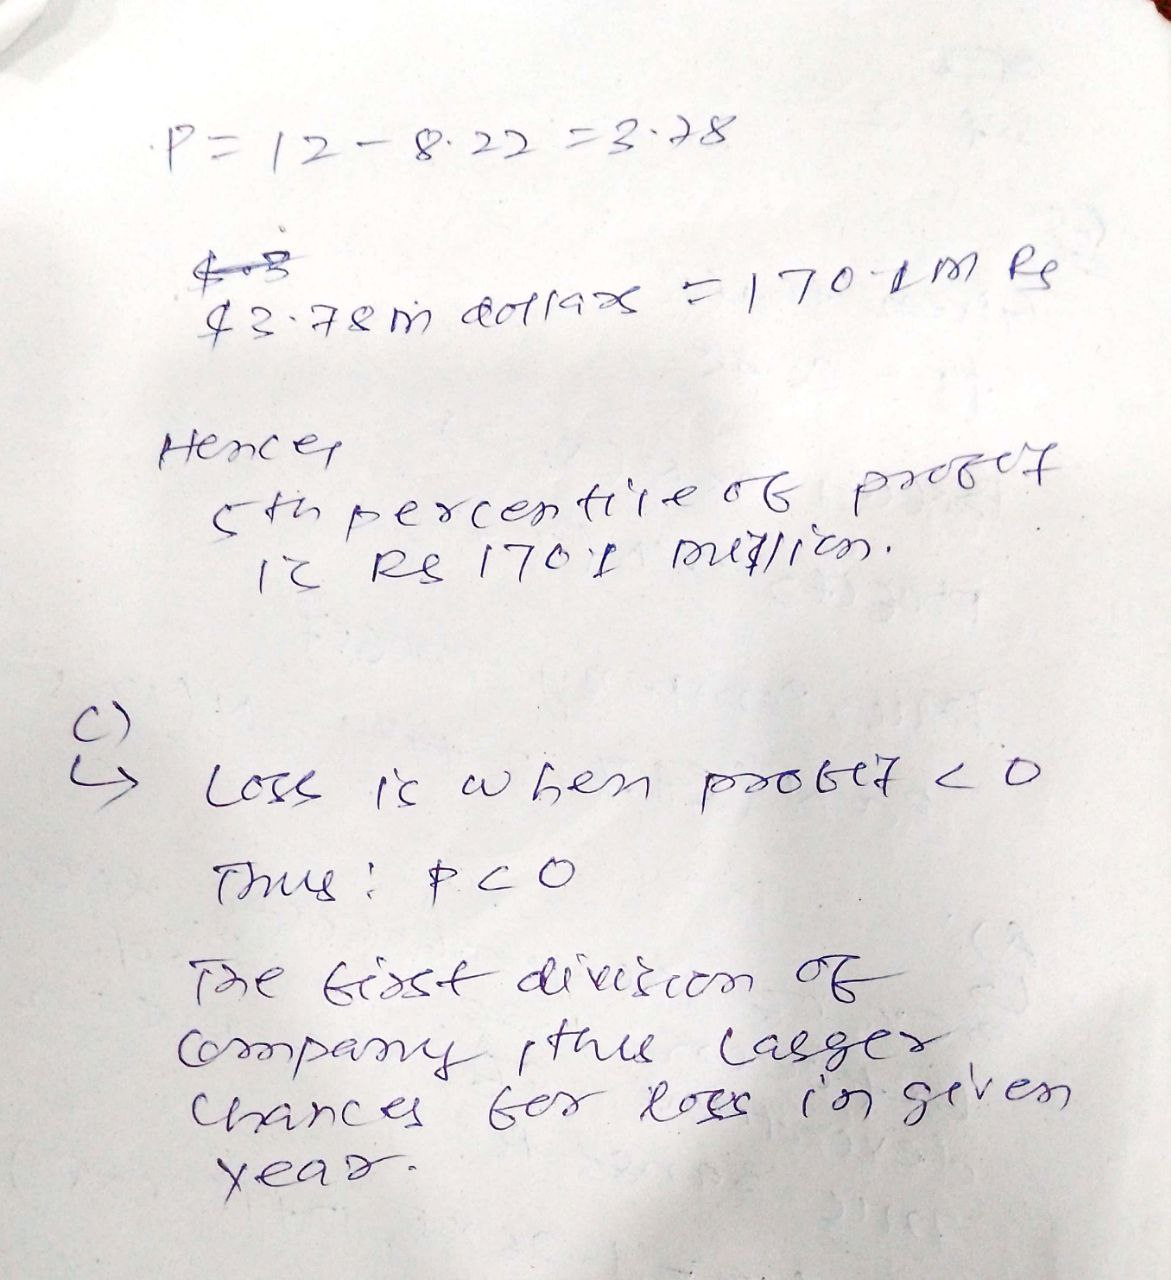 P = 12 - 8.22 = 3.78
$3.78 m dollars = 170.1 m Rs
Hence,
5th percentile of profit
is Rs 170.1 million.
C)
↳ Loss is when profit < 0
Thus : P < 0
The first division of
company, thus larger
chances for loss in given
year.